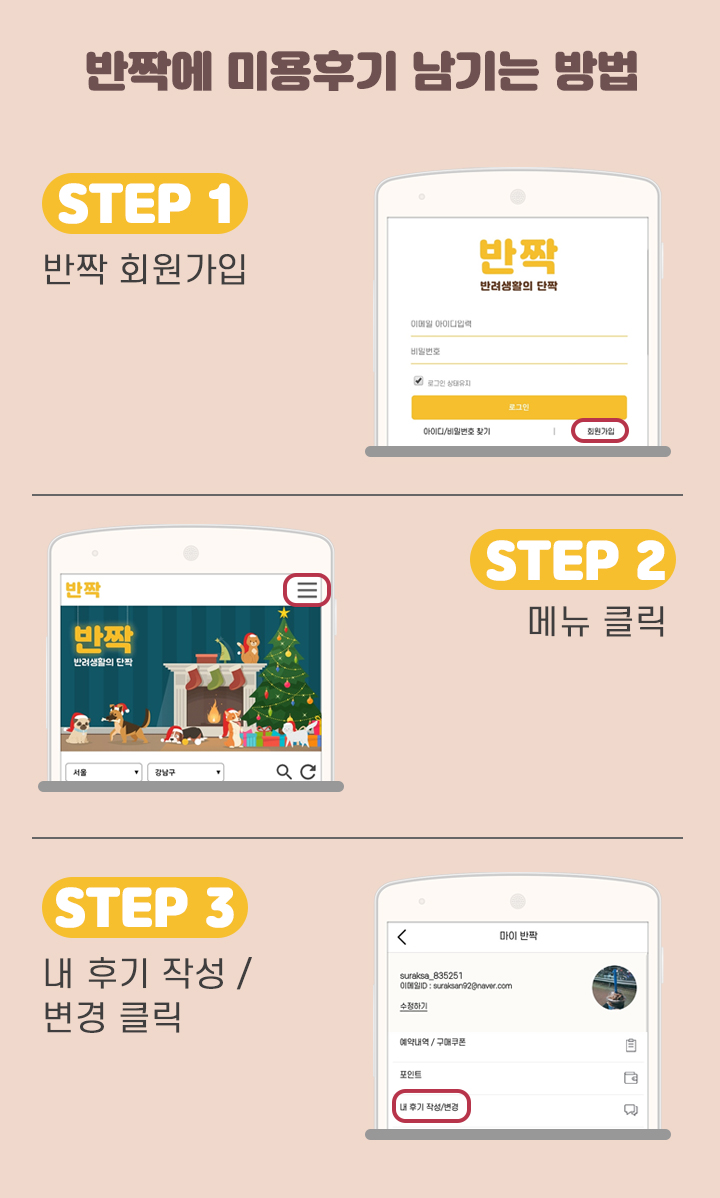 반짝에 미용후기 남기는 방법
STEP 1
반짝 회원가입
반짝
반려생활의 단짝
이메일 아이디입력
비밀번호
로그인 상태유지
로그인
아이디/비밀번호 찾기 | 회원가입
반짝
반짝
반려생활의 단짝
서울 ▾ 강남구 ▾
STEP 2
메뉴 클릭
STEP 3
내 후기 작성 /
변경 클릭
마이 반짝
suraksa_835251
이메일ID : suraksan92@naver.com
수정하기
예약내역 / 구매쿠폰
포인트
내 후기 작성/변경